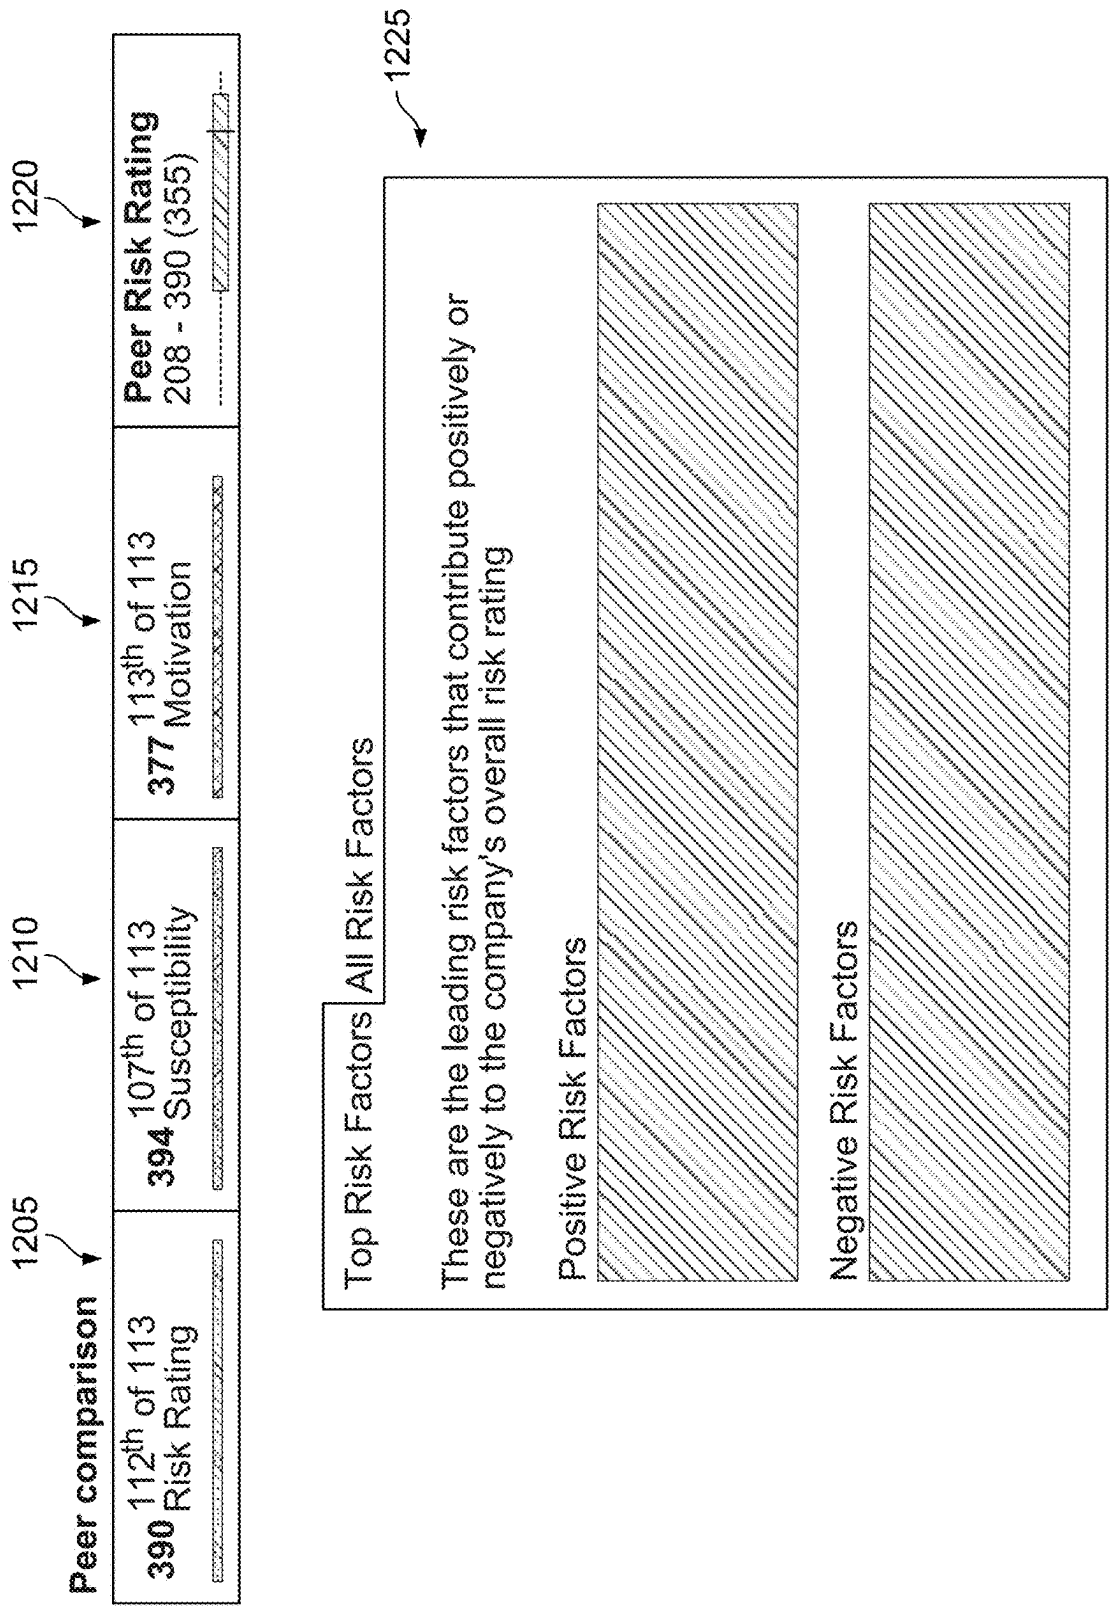 Peer comparison
1205
1210
1215
1220
390 112th of 113
Risk Rating
394 107th of 113
Susceptibility
377 113th of 113
Motivation
Peer Risk Rating
208 - 390 (355)
1225
Top Risk Factors
All Risk Factors
These are the leading risk factors that contribute positively or
negatively to the company's overall risk rating
Positive Risk Factors
Negative Risk Factors